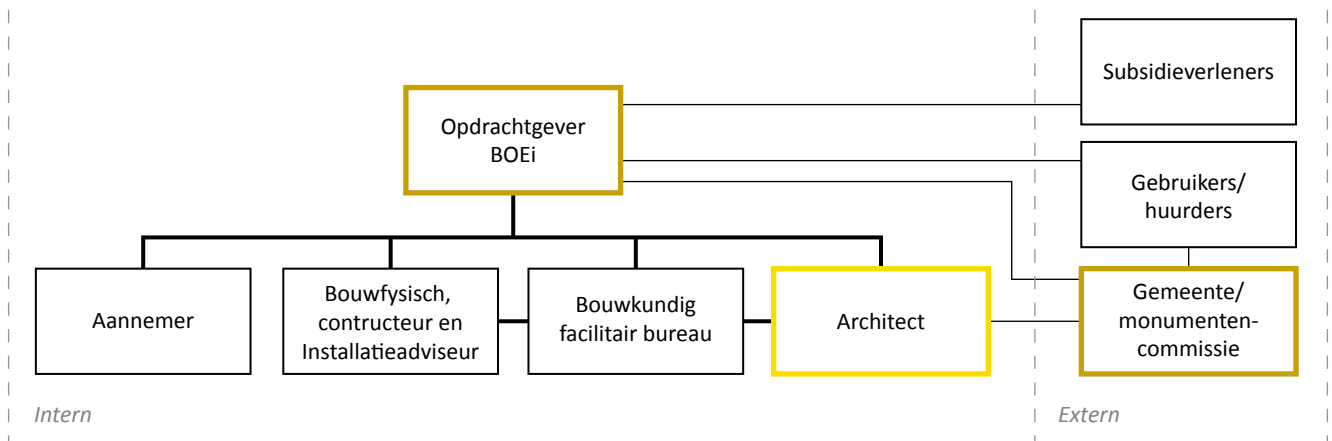 Subsidieverleners
Opdrachtgever
BOEi
Gebruikers/
huurders
Aannemer
Bouwfysisch,
contructeur en
Installatieadviseur
Bouwkundig
facilitair bureau
Architect
Gemeente/
monumenten-
commissie
Intern
Extern